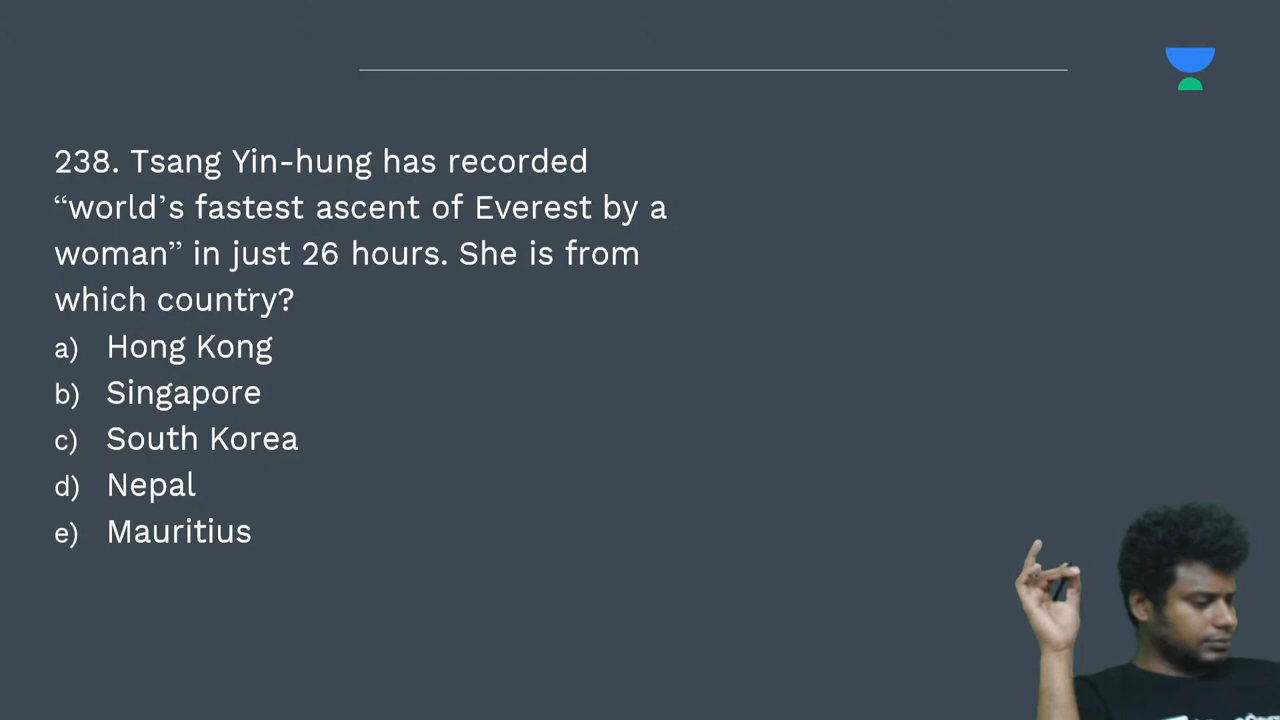 238. Tsang Yin-hung has recorded
“world’s fastest ascent of Everest by a
woman” in just 26 hours. She is from
which country?
a) Hong Kong
b) Singapore
c) South Korea
d) Nepal
e) Mauritius